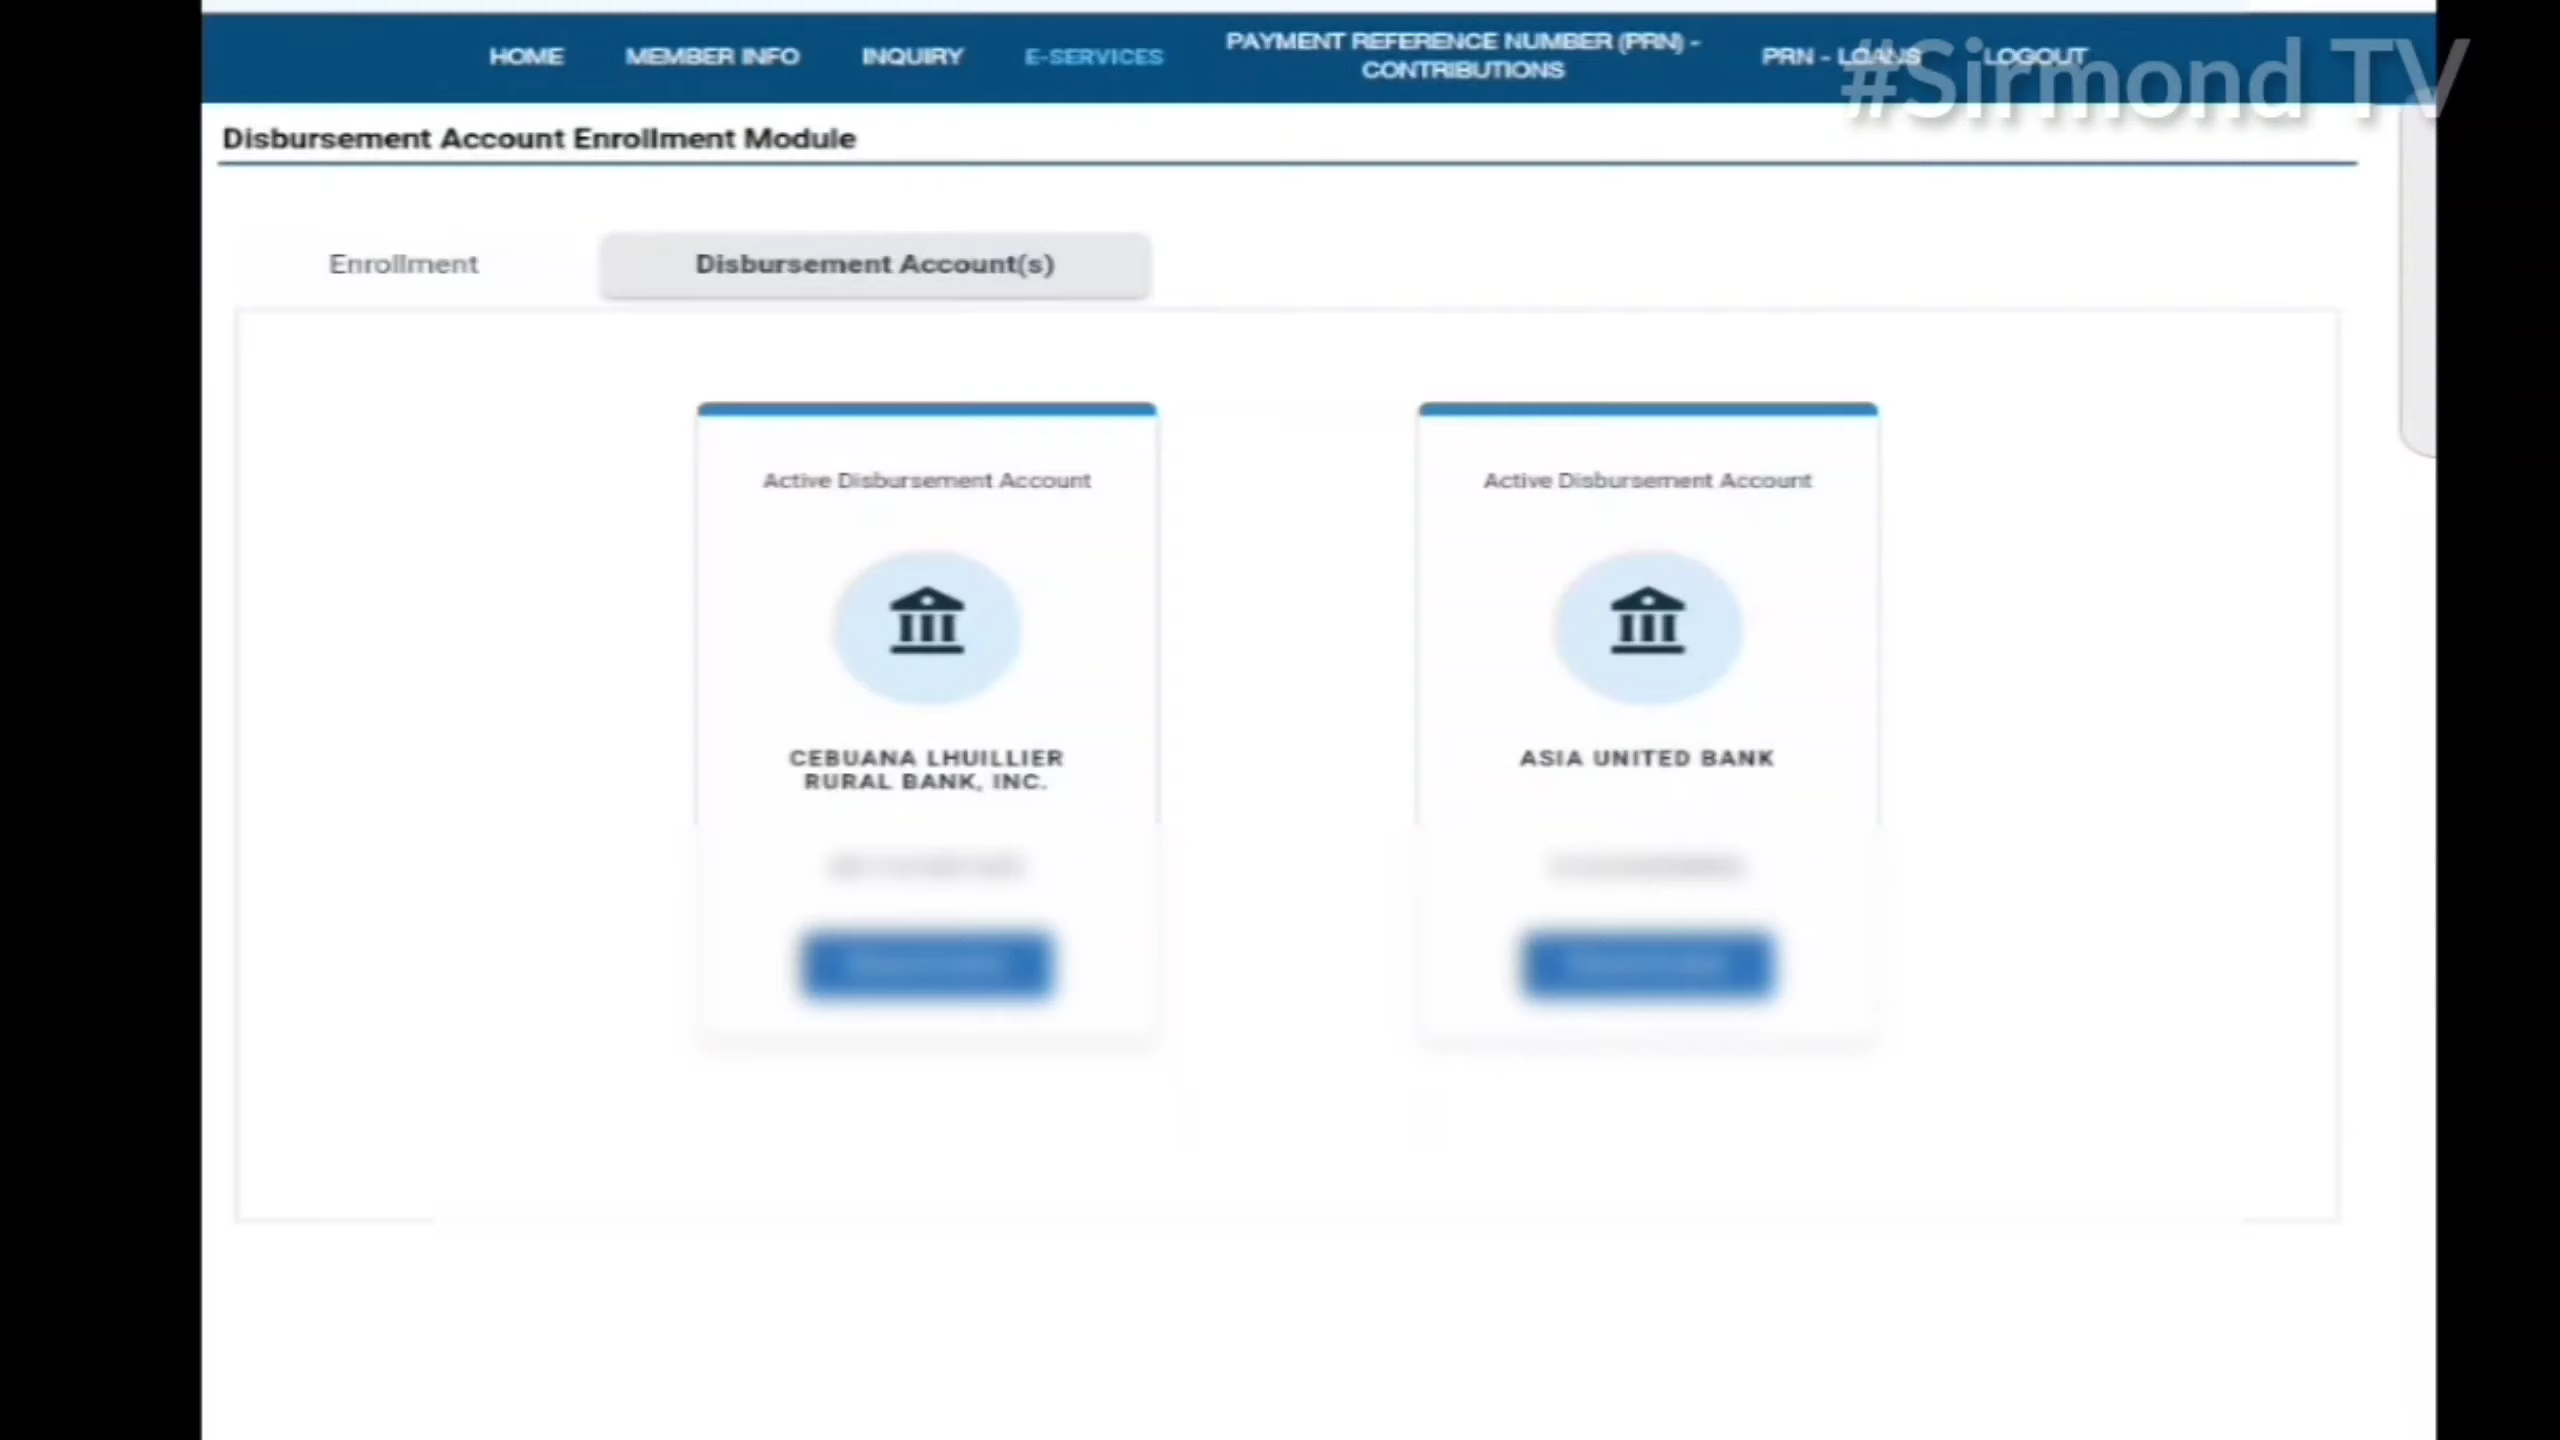 HOME
MEMBER INFO
INQUIRY
E-SERVICES
PAYMENT REFERENCE NUMBER (PRN) -
CONTRIBUTIONS
PRN - LOANS
LOGOUT
#Sirmond TV
Disbursement Account Enrollment Module
Enrollment
Disbursement Account(s)
Active Disbursement Account
CEBUANA LHUILLIER
RURAL BANK, INC.
Active Disbursement Account
ASIA UNITED BANK